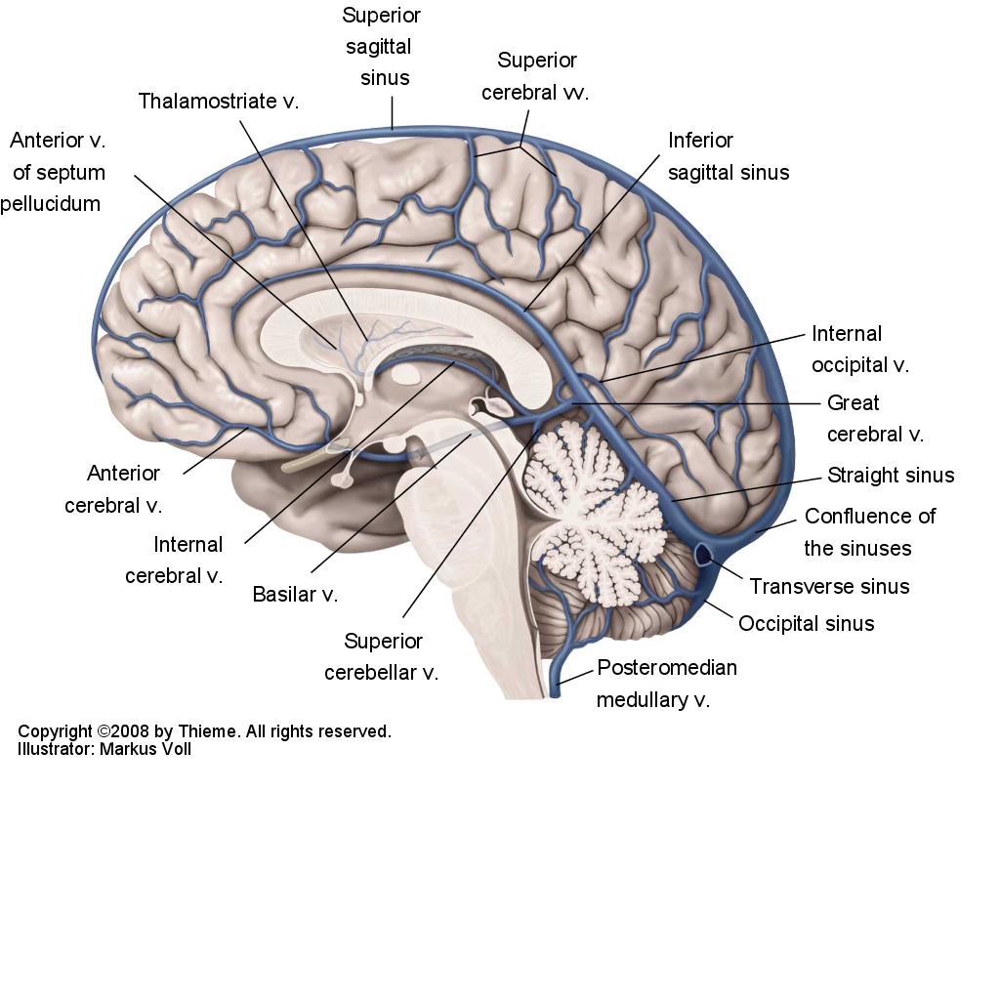 Superior
sagittal
sinus
Superior
cerebral vv.
Thalamostriate v.
Anterior v.
of septum
pellucidum
Inferior
sagittal sinus
Internal
occipital v.
Great
cerebral v.
Straight sinus
Confluence of
the sinuses
Transverse sinus
Occipital sinus
Posteromedian
medullary v.
Anterior
cerebral v.
Internal
cerebral v.
Basilar v.
Superior
cerebellar v.
Copyright ©2008 by Thieme. All rights reserved.
Illustrator: Markus Voll